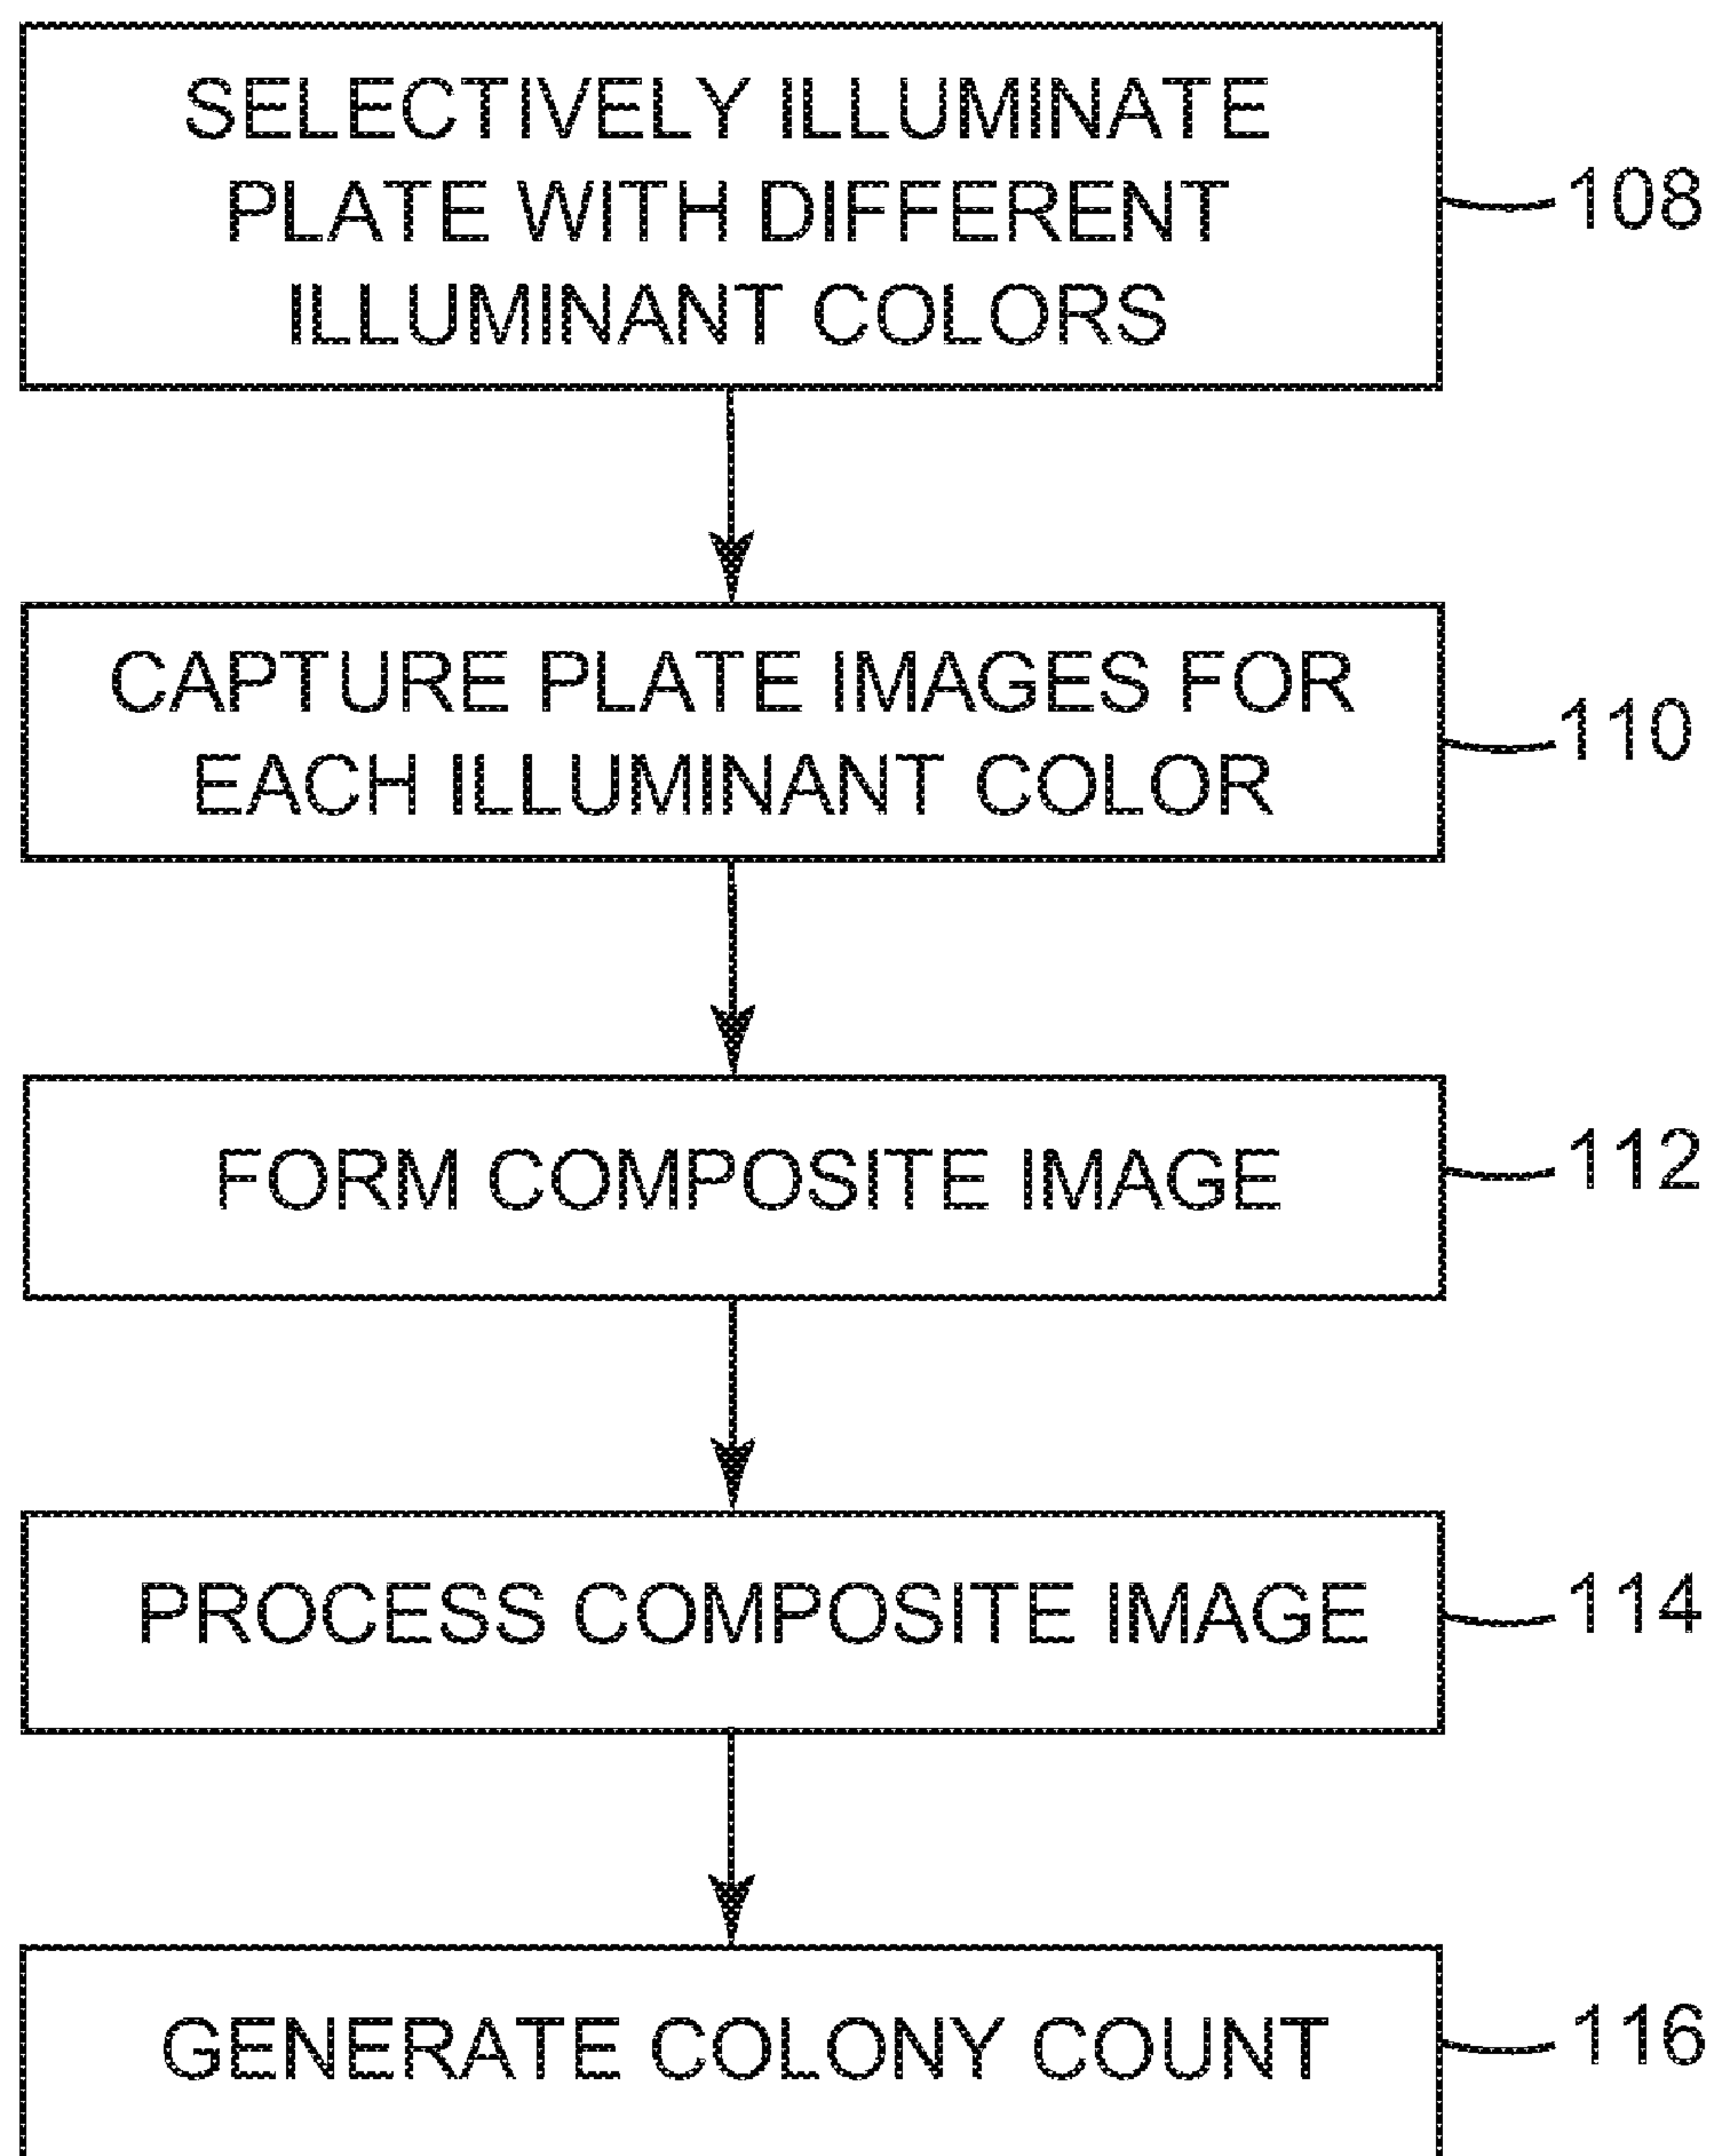 SELECTIVELY ILLUMINATE
PLATE WITH DIFFERENT
ILLUMINANT COLORS
108
CAPTURE PLATE IMAGES FOR
EACH ILLUMINANT COLOR
110
FORM COMPOSITE IMAGE
112
PROCESS COMPOSITE IMAGE
114
GENERATE COLONY COUNT
116